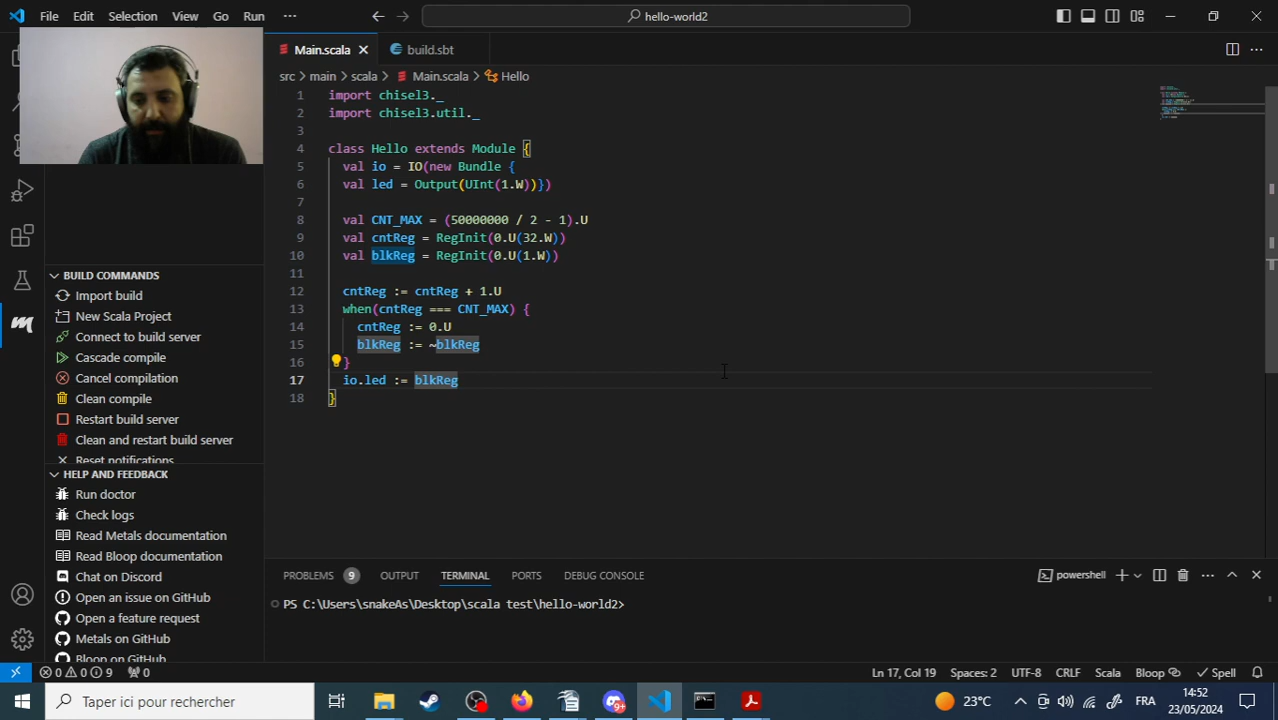 File Edit Selection View Go Run ··· hello-world2
Main.scala build.sbt
src > main > scala > Main.scala > Hello
1 import chisel3._
2 import chisel3.util._
3
4 class Hello extends Module {
5 val io = IO(new Bundle {
6 val led = Output(UInt(1.W))})
7
8 val CNT_MAX = (50000000 / 2 - 1).U
9 val cntReg = RegInit(0.U(32.W))
10 val blkReg = RegInit(0.U(1.W))
11
12 cntReg := cntReg + 1.U
13 when(cntReg === CNT_MAX) {
14 cntReg := 0.U
15 blkReg := ~blkReg
16 }
17 io.led := blkReg
18 }
BUILD COMMANDS
Import build
New Scala Project
Connect to build server
Cascade compile
Cancel compilation
Clean compile
Restart build server
Clean and restart build server
Reset notifications
HELP AND FEEDBACK
Run doctor
Check logs
Read Metals documentation
Read Bloop documentation
Chat on Discord
Open an issue on GitHub
Open a feature request
Metals on GitHub
Bloop on GitHub
PROBLEMS 9 OUTPUT TERMINAL PORTS DEBUG CONSOLE powershell
PS C:\Users\snakeAs\Desktop\scala test\hello-world2>
0 0 9 0 Ln 17, Col 19 Spaces: 2 UTF-8 CRLF Scala Bloop Spell
Taper ici pour rechercher 9+ 23°C FRA 14:52
23/05/2024